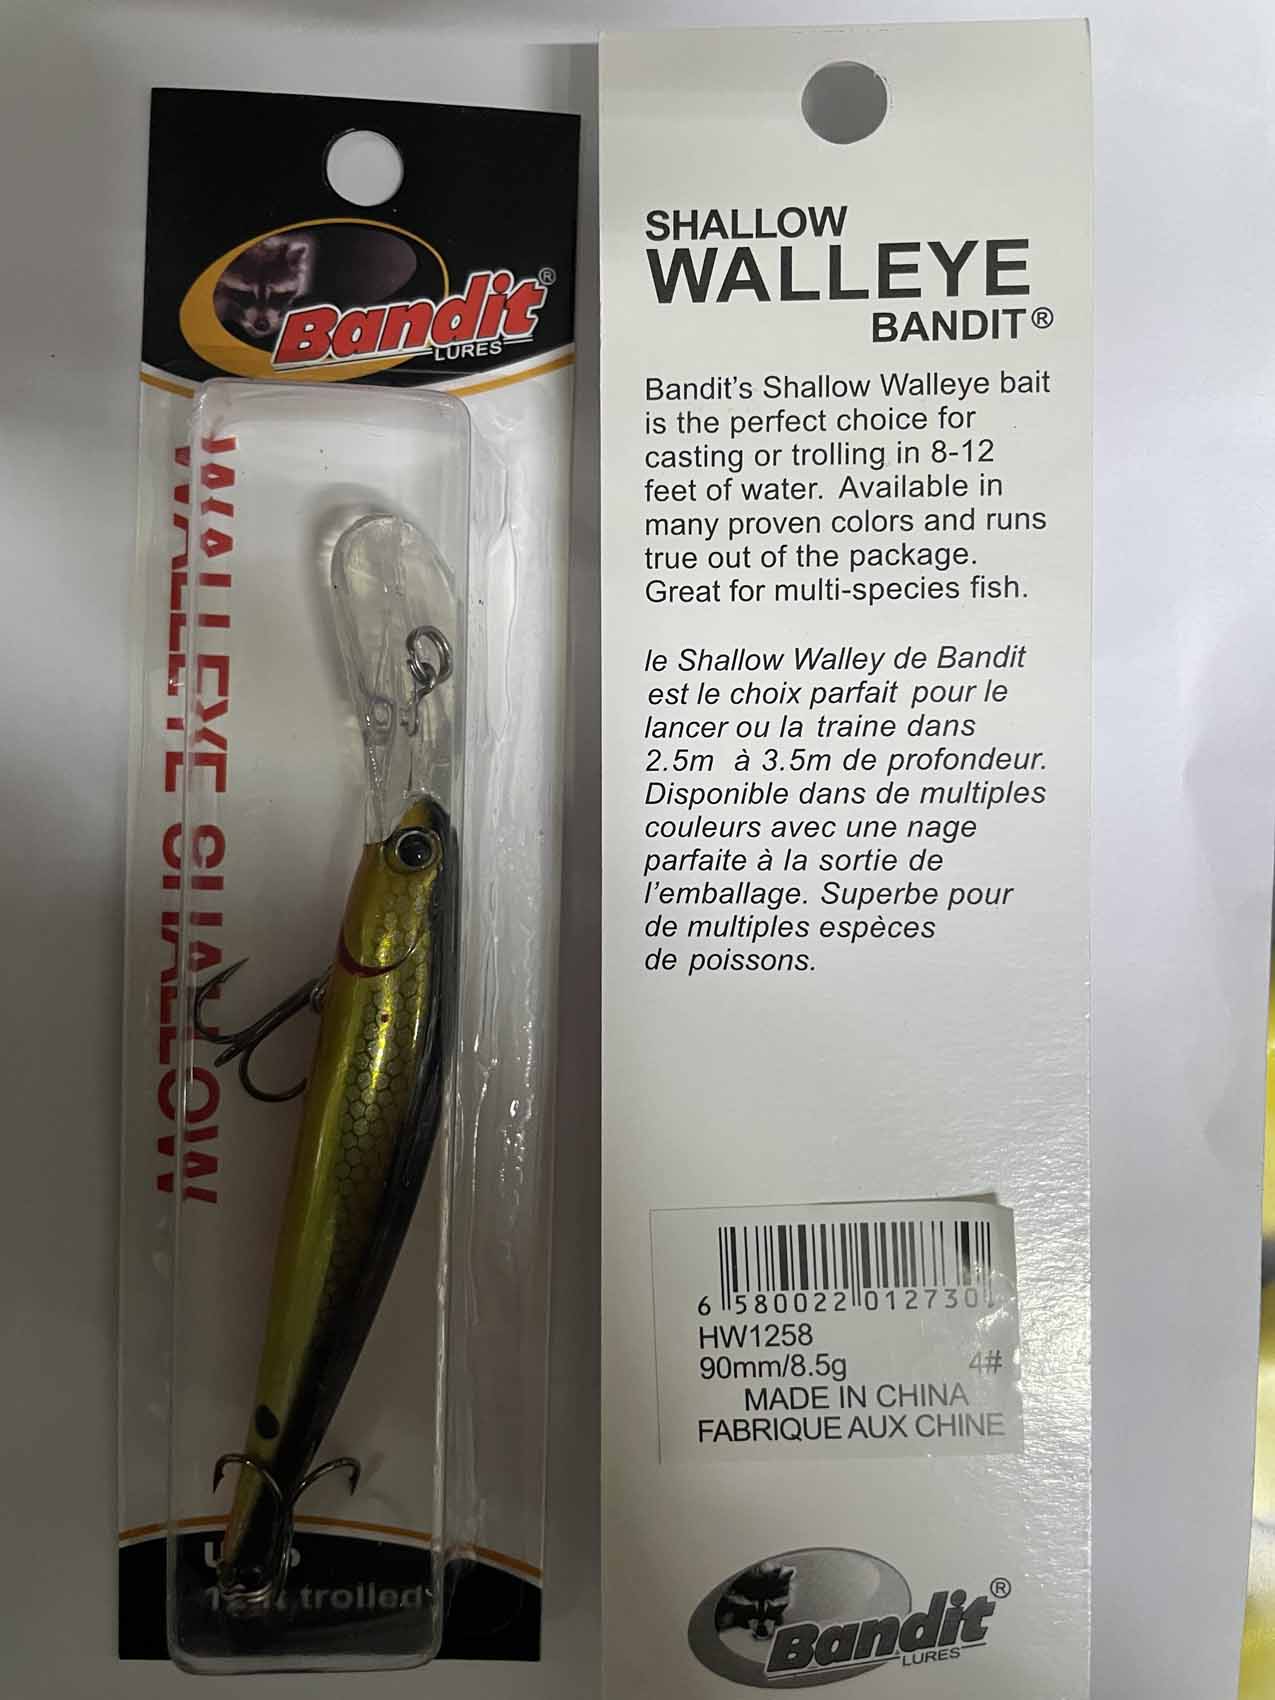 Bandit®
LURES
WALLEYE SHALLOW
trolled
SHALLOW
WALLEYE
BANDIT®
Bandit's Shallow Walleye bait
is the perfect choice for
casting or trolling in 8-12
feet of water. Available in
many proven colors and runs
true out of the package.
Great for multi-species fish.
le Shallow Walley de Bandit
est le choix parfait pour le
lancer ou la traine dans
2.5m à 3.5m de profondeur.
Disponible dans de multiples
couleurs avec une nage
parfaite à la sortie de
l'emballage. Superbe pour
de multiples espèces
de poissons.
6 580022 012730
HW1258
90mm/8.5g 4#
MADE IN CHINA
FABRIQUE AUX CHINE
Bandit®
LURES